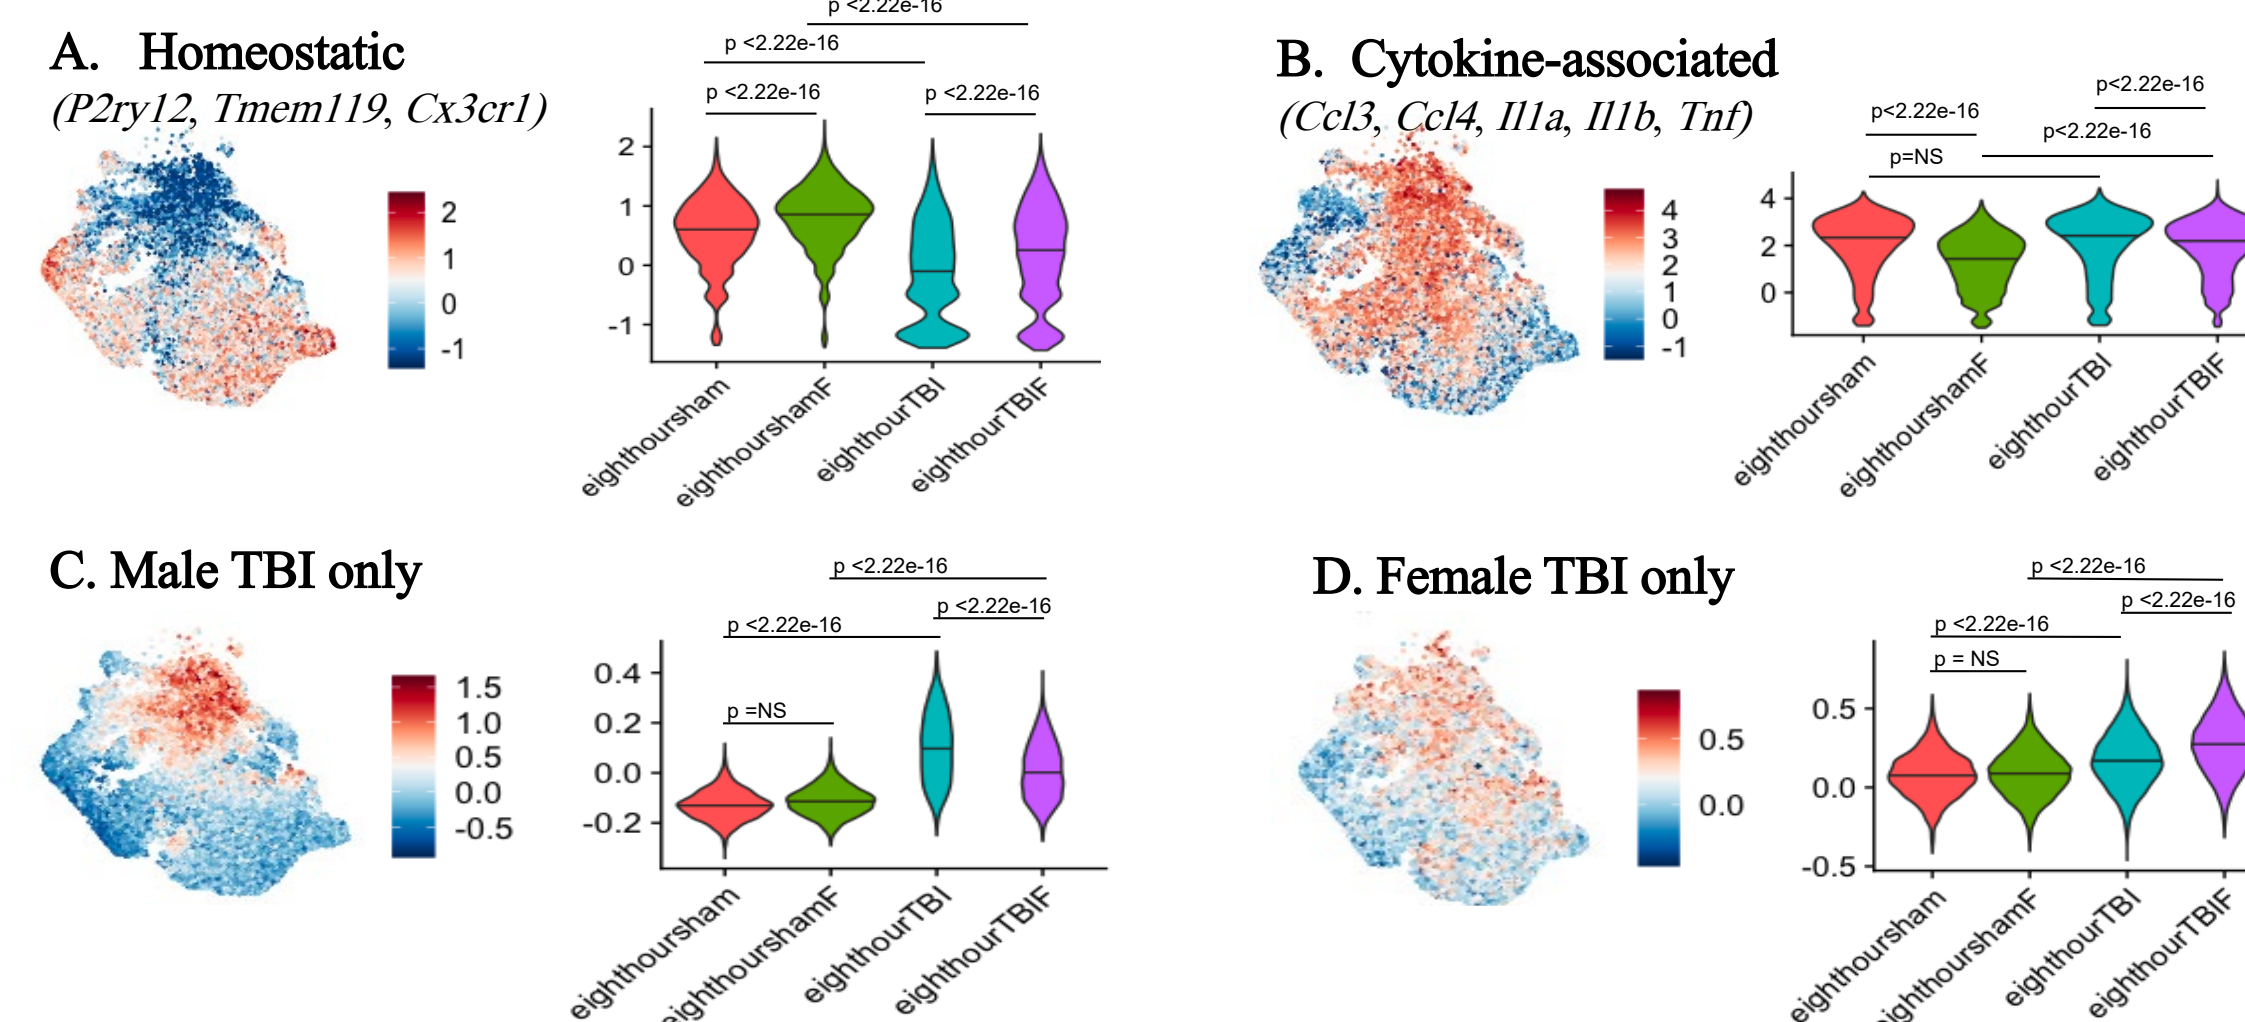 p <2.22e-16
A. Homeostatic
(P2ry12, Tmem119, Cx3cr1)
p <2.22e-16
p <2.22e-16
p <2.22e-16
2
1
0
-1
2
1
0
-1
eighthoursham
eighthourshamF
eighthourTBI
eighthourTBIF
B. Cytokine-associated
(Ccl3, Ccl4, Il1a, Il1b, Tnf)
p<2.22e-16
p<2.22e-16
p<2.22e-16
p=NS
4
3
2
1
0
-1
4
2
0
eighthoursham
eighthourshamF
eighthourTBI
eighthourTBIF
C. Male TBI only
p <2.22e-16
p <2.22e-16
p <2.22e-16
p =NS
1.5
1.0
0.5
0.0
-0.5
0.4
0.2
0.0
-0.2
eighthoursham
eighthourshamF
eighthourTBI
eighthourTBIF
D. Female TBI only
p <2.22e-16
p <2.22e-16
p <2.22e-16
p = NS
0.5
0.0
0.5
0.0
-0.5
eighthoursham
eighthourshamF
eighthourTBI
eighthourTBIF